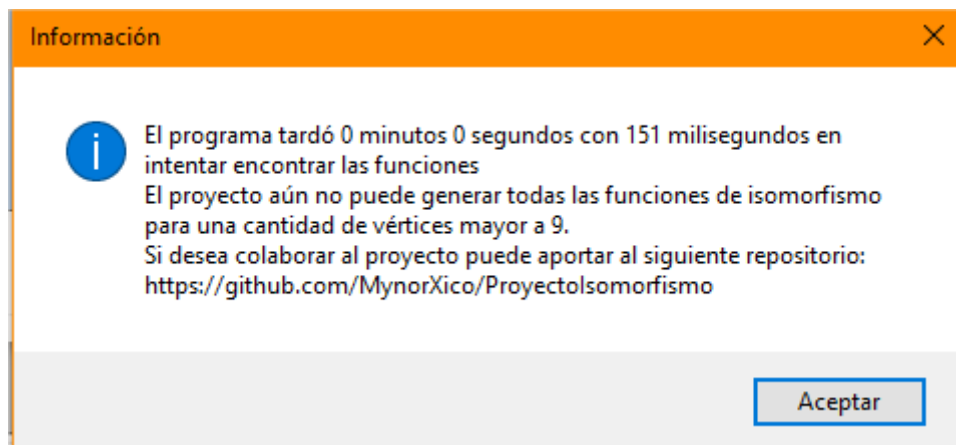 Información
El programa tardó 0 minutos 0 segundos con 151 milisegundos en
intentar encontrar las funciones
El proyecto aún no puede generar todas las funciones de isomorfismo
para una cantidad de vértices mayor a 9.
Si desea colaborar al proyecto puede aportar al siguiente repositorio:
https://github.com/MynorXico/ProyectoIsomorfismo
Aceptar